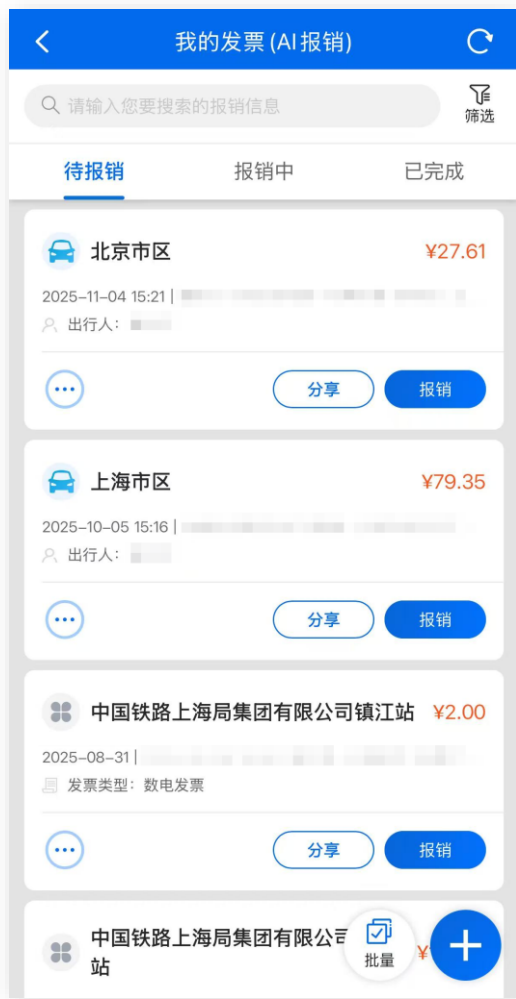 我的发票(AI报销)
请输入您要搜索的报销信息
筛选
待报销
报销中
已完成
北京市区
¥27.61
2025-11-04 15:21 |
出行人：
分享
报销
上海市区
¥79.35
2025-10-05 15:16 |
出行人：
分享
报销
中国铁路上海局集团有限公司镇江站
¥2.00
2025-08-31 |
发票类型：数电发票
分享
报销
中国铁路上海局集团有限公
站
¥
批量